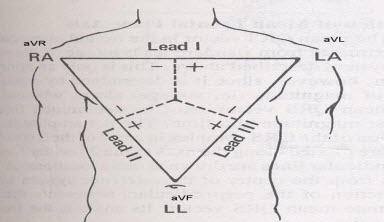 aVR
aVL
RA
Lead I
LA
- +
Lead II
- +
Lead III
- +
aVF
LL